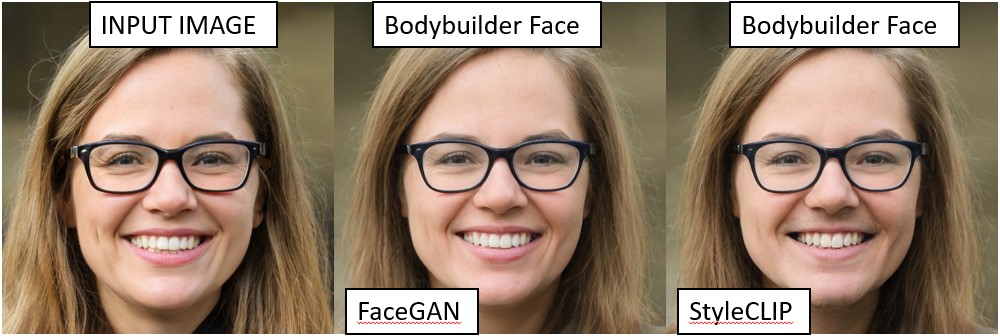 INPUT IMAGE
Bodybuilder Face
Bodybuilder Face
FaceGAN
StyleCLIP